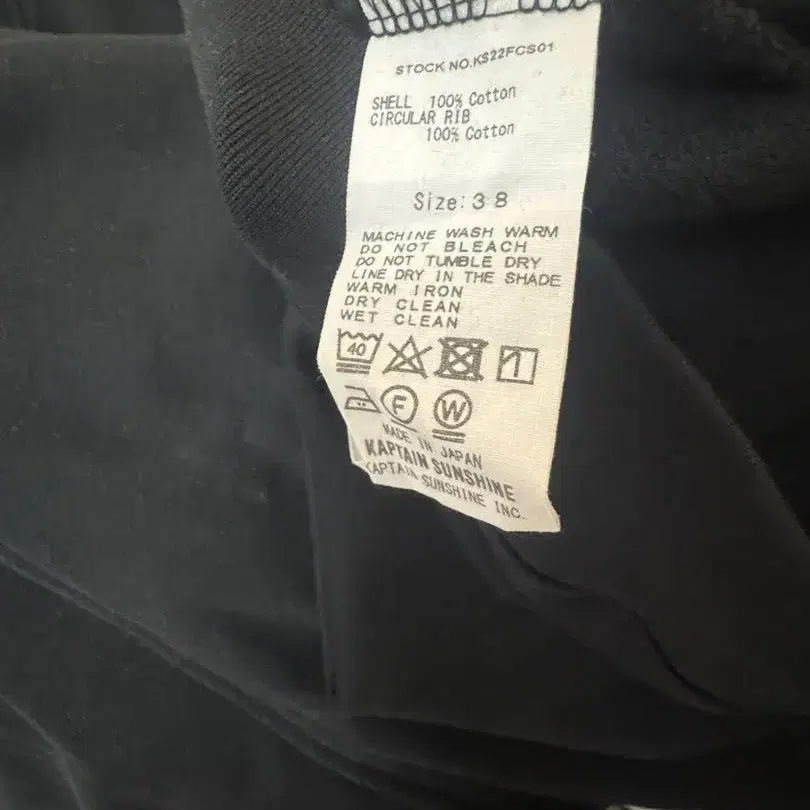 STOCK NO.KS22FCS01
SHELL 100% Cotton
CIRCULAR RIB
100% Cotton
Size:38
MACHINE WASH WARM
DO NOT BLEACH
DO NOT TUMBLE DRY
LINE DRY IN THE SHADE
WARM IRON
DRY CLEAN
WET CLEAN
40
F W
MADE IN JAPAN
KAPTAIN SUNSHINE
KAPTAIN SUNSHINE INC.